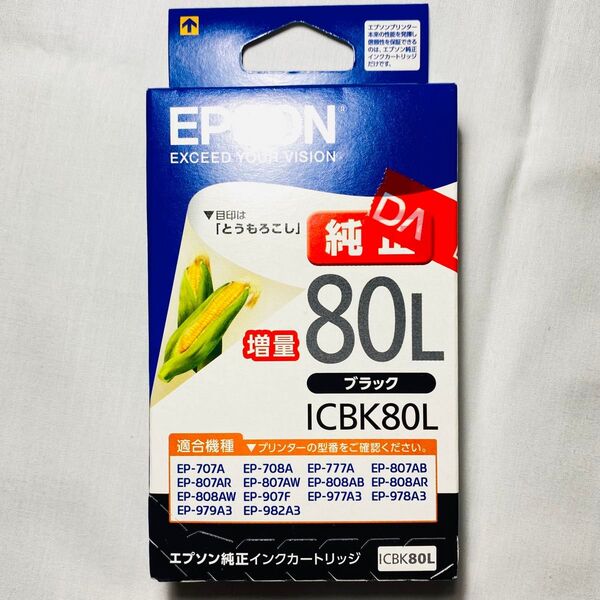 エプソンプリンター
本来の性能を発揮し
信頼性を保証できる
のは、エプソン純正
インクカートリッジ
だけです。
EPSON®
EXCEED YOUR VISION
▼目印は
「とうもろこし」
純正
DA
増量
80L
ブラック
ICBK80L
適合機種 ▼プリンターの型番をご確認ください。
EP-707A EP-708A EP-777A EP-807AB
EP-807AR EP-807AW EP-808AB EP-808AR
EP-808AW EP-907F EP-977A3 EP-978A3
EP-979A3 EP-982A3
エプソン純正インクカートリッジ ICBK80L